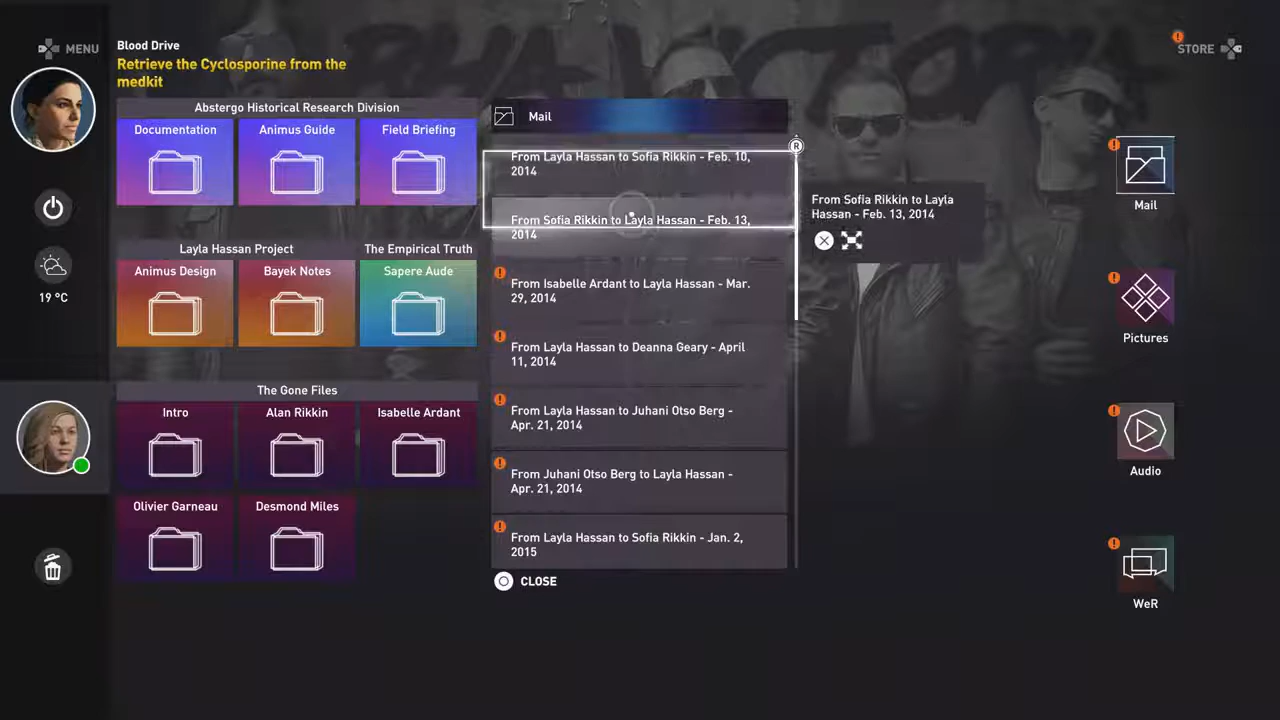 MENU
Blood Drive
Retrieve the Cyclosporine from the
medkit
STORE
Abstergo Historical Research Division
Documentation
Animus Guide
Field Briefing
Layla Hassan Project
The Empirical Truth
Animus Design
Bayek Notes
Sapere Aude
19 °C
The Gone Files
Intro
Alan Rikkin
Isabelle Ardant
Olivier Garneau
Desmond Miles
Mail
R
From Layla Hassan to Sofia Rikkin - Feb. 10,
2014
From Sofia Rikkin to Layla Hassan - Feb. 13,
2014
From Isabelle Ardant to Layla Hassan - Mar.
29, 2014
From Layla Hassan to Deanna Geary - April
11, 2014
From Layla Hassan to Juhani Otso Berg -
Apr. 21, 2014
From Juhani Otso Berg to Layla Hassan -
Apr. 21, 2014
From Layla Hassan to Sofia Rikkin - Jan. 2,
2015
CLOSE
From Sofia Rikkin to Layla
Hassan - Feb. 13, 2014
Mail
Pictures
Audio
WeR